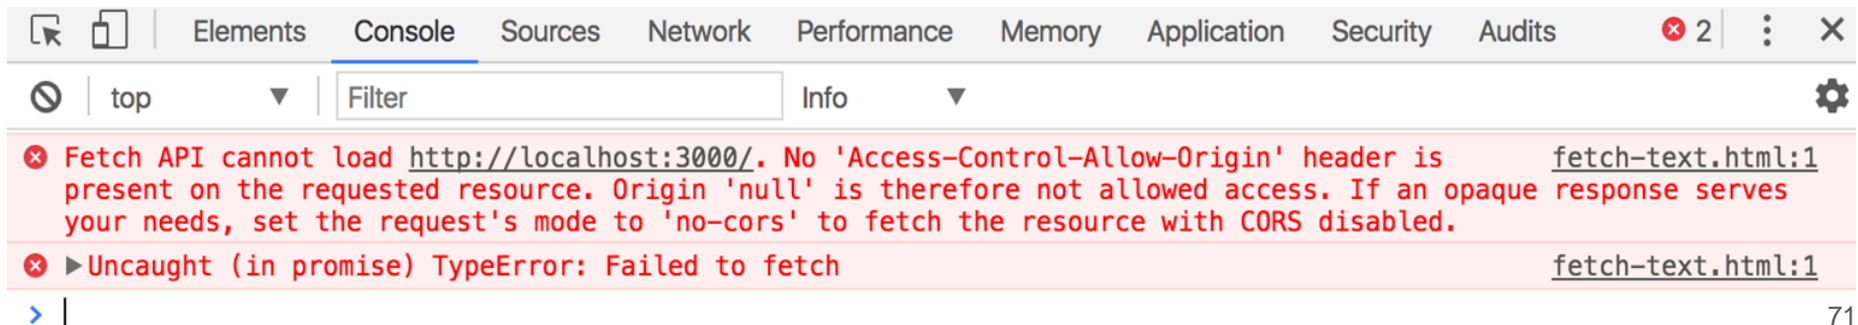 Elements Console Sources Network Performance Memory Application Security Audits 2
top Filter Info
Fetch API cannot load http://localhost:3000/. No 'Access-Control-Allow-Origin' header is fetch-text.html:1
present on the requested resource. Origin 'null' is therefore not allowed access. If an opaque response serves
your needs, set the request's mode to 'no-cors' to fetch the resource with CORS disabled.
Uncaught (in promise) TypeError: Failed to fetch fetch-text.html:1
71